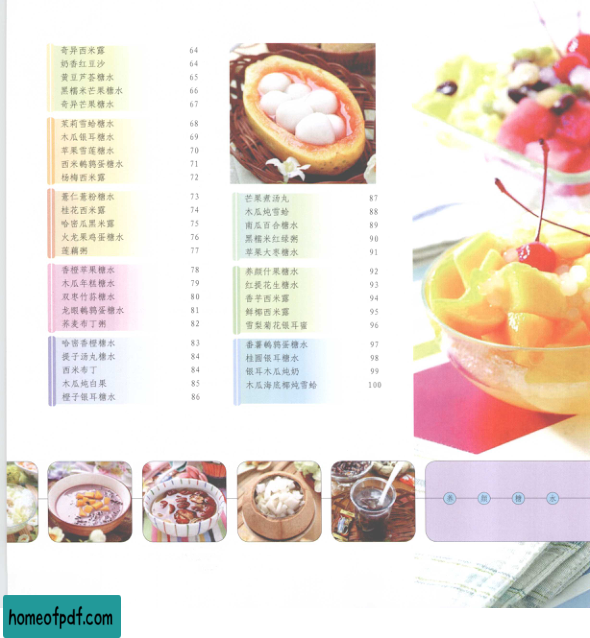 奇异西米露 64
奶香红豆沙 64
黄豆芦荟糖水 65
黑糯米芒果糖水 66
奇异芒果糖水 67
茉莉雪蛤糖水 68
木瓜银耳糖水 69
苹果雪莲糖水 70
西米鹌鹑蛋糖水 71
杨梅西米露 72
薏仁薏粉糖水 73
桂花西米露 74
哈密瓜黑米露 75
火龙果鸡蛋糖水 76
莲藕粥 77
香橙苹果糖水 78
木瓜年糕糖水 79
双枣竹荪糖水 80
龙眼鹌鹑蛋糖水 81
荞麦布丁粥 82
哈密香橙糖水 83
提子汤丸糖水 84
西米布丁 84
木瓜炖白果 85
橙子银耳糖水 86
芒果煮汤丸 87
木瓜炖雪蛤 88
南瓜百合糖水 89
黑糯米红绿粥 90
苹果大枣糖水 91
养颜什果糖水 92
红提花生糖水 93
香芋西米露 94
鲜椰西米露 95
雪梨菊花银耳蜜 96
番薯鹌鹑蛋糖水 97
桂圆银耳糖水 98
银耳木瓜炖奶 99
木瓜海底椰炖雪蛤 100
糖水
homeofpdf.com